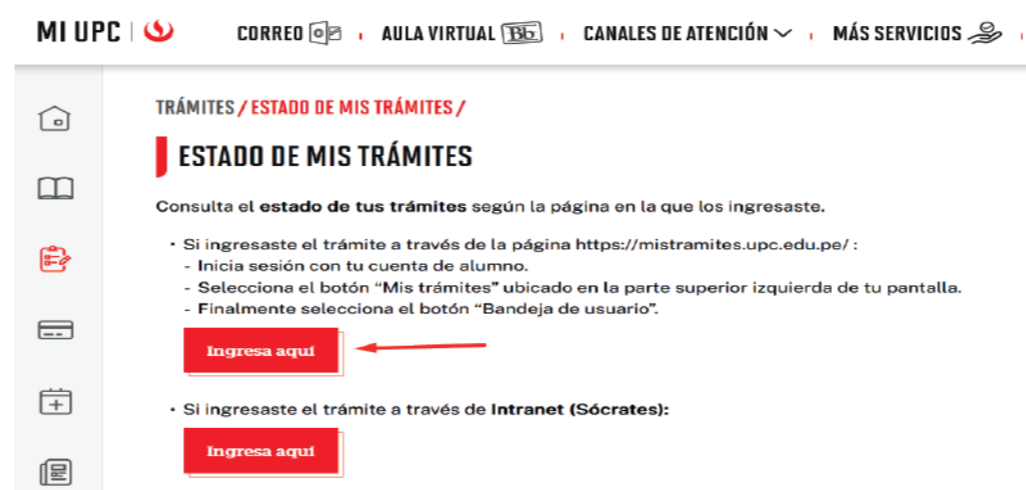 MI UPC
CORREO
AULA VIRTUAL Bb
CANALES DE ATENCIÓN
MÁS SERVICIOS
TRÁMITES / ESTADO DE MIS TRÁMITES /
ESTADO DE MIS TRÁMITES
Consulta el estado de tus trámites según la página en la que los ingresaste.
• Si ingresaste el trámite a través de la página https://mistramites.upc.edu.pe/ :
- Inicia sesión con tu cuenta de alumno.
- Selecciona el botón “Mis trámites” ubicado en la parte superior izquierda de tu pantalla.
- Finalmente selecciona el botón “Bandeja de usuario”.
Ingresa aquí
• Si ingresaste el trámite a través de Intranet (Sócrates):
Ingresa aquí